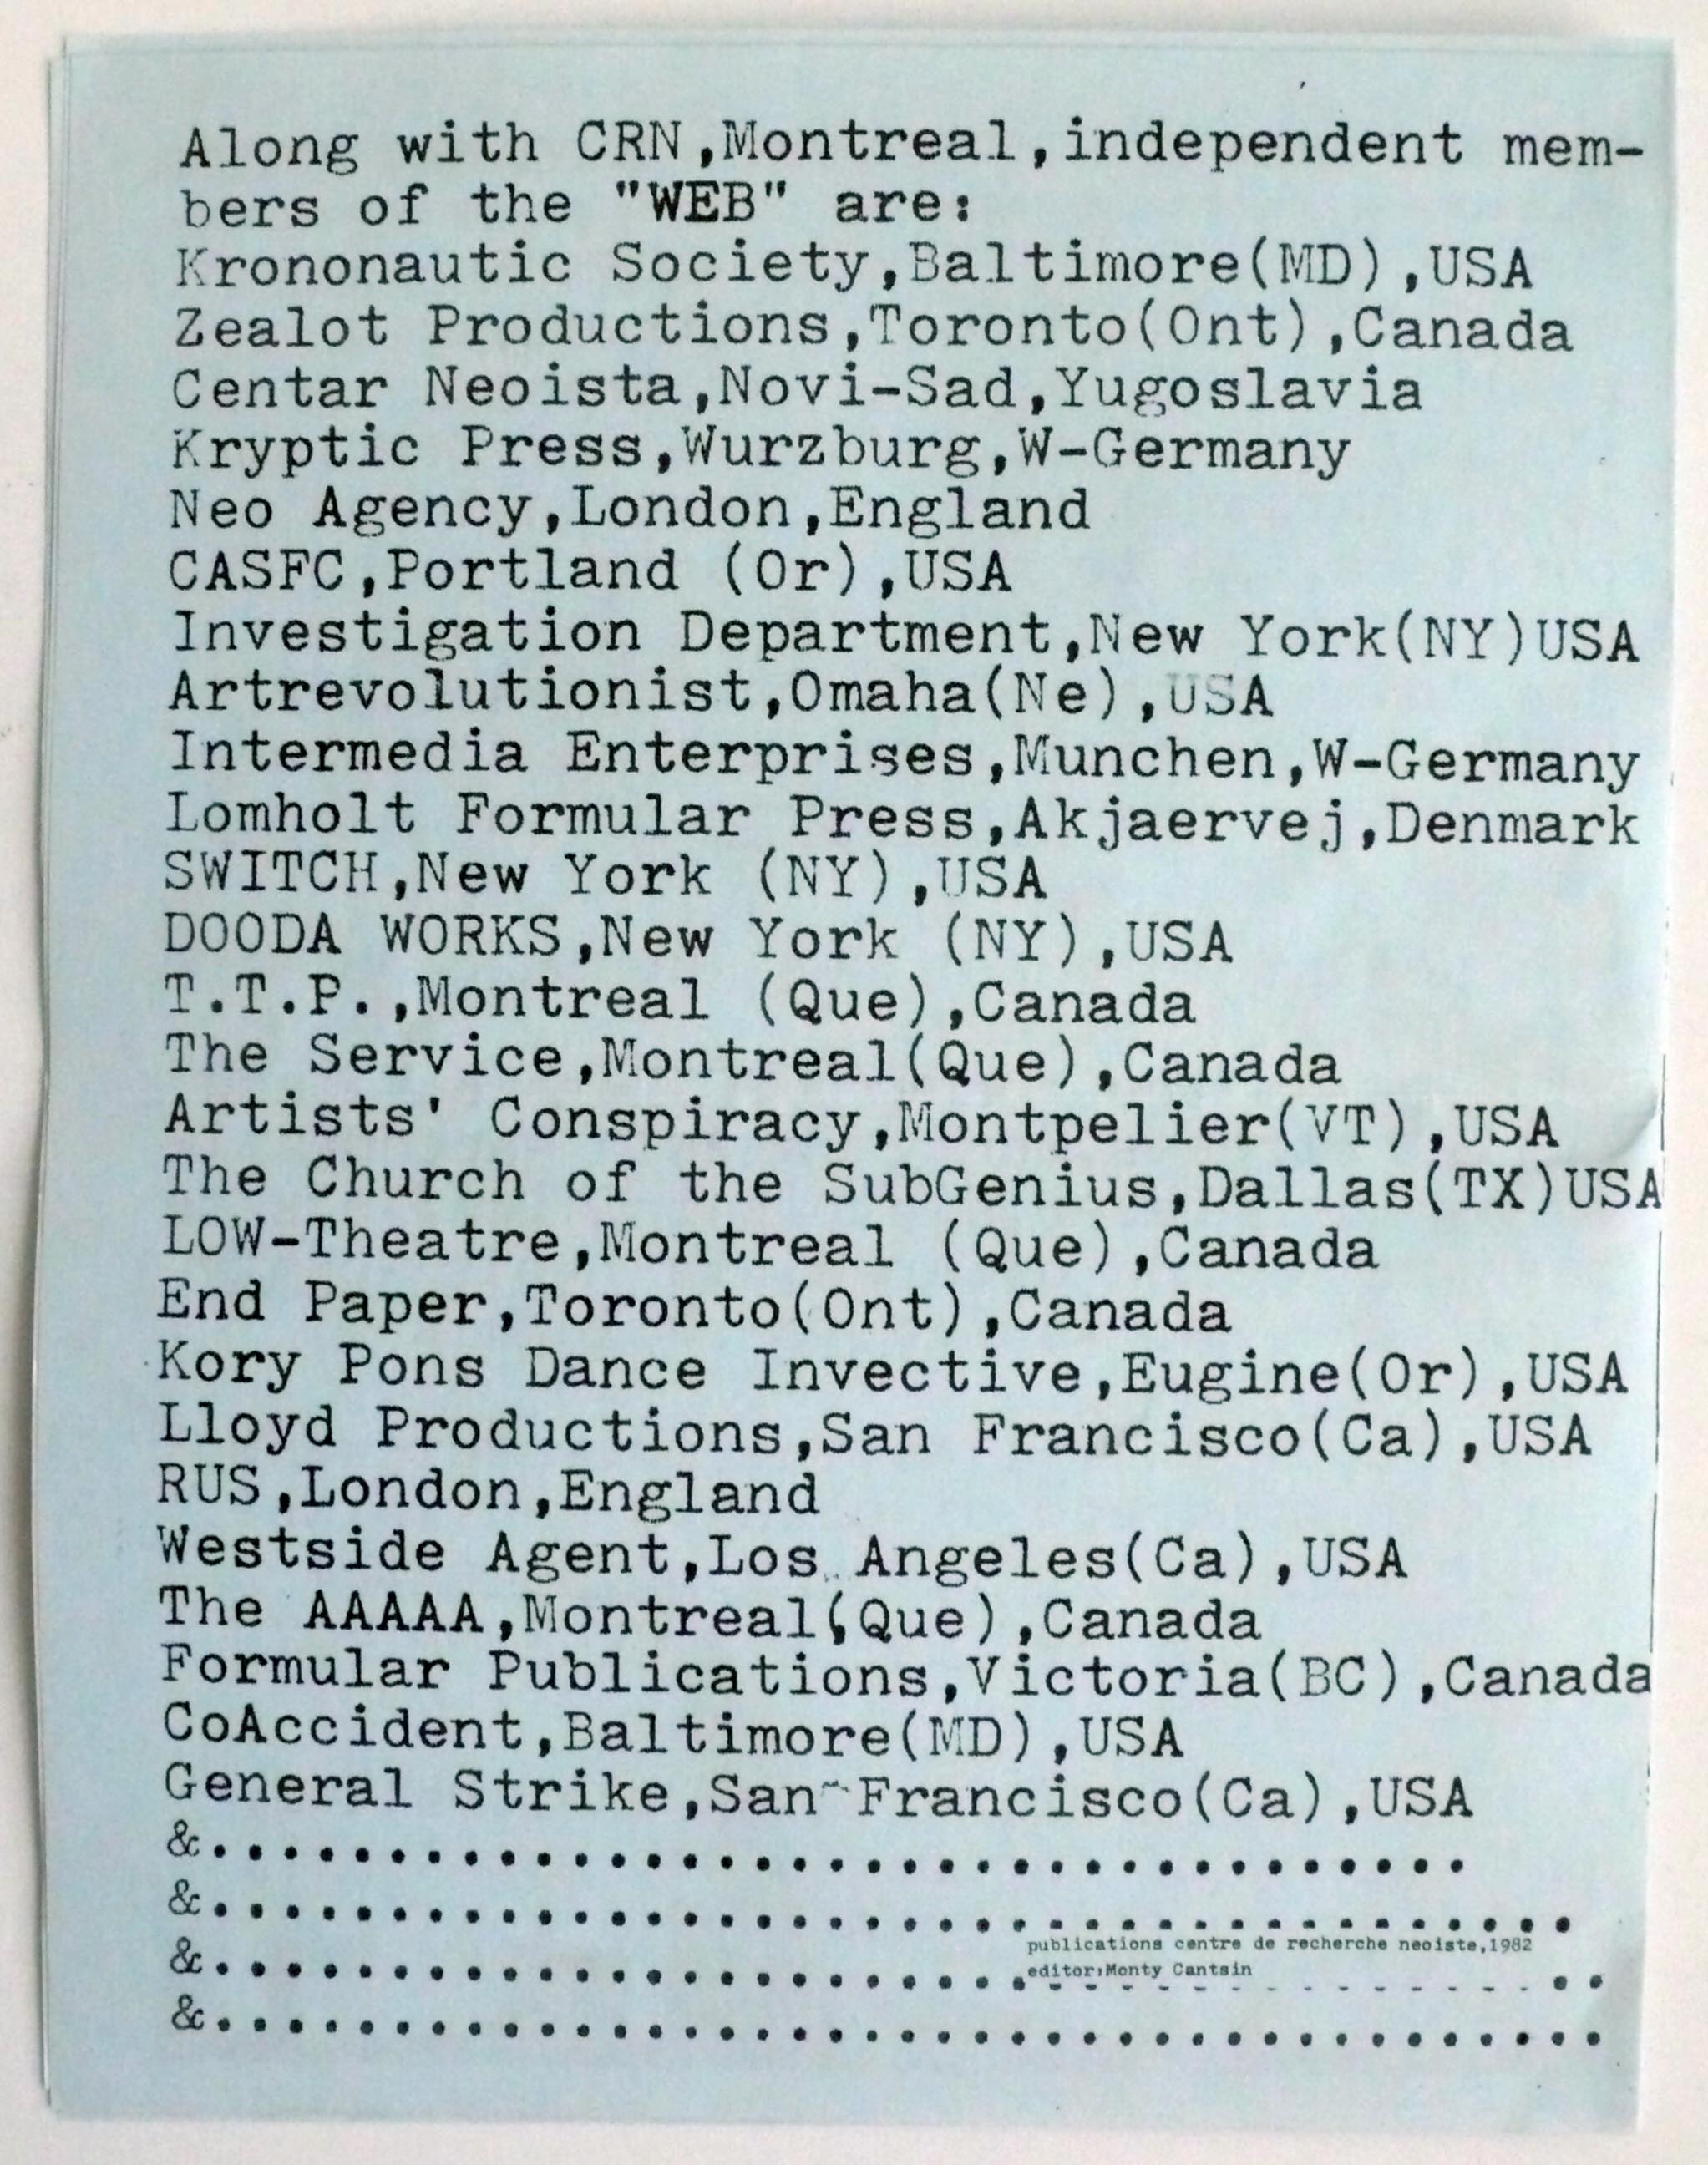 Along with CRN,Montreal,independent mem-
bers of the "WEB" are:
Krononautic Society,Baltimore(MD),USA
Zealot Productions,Toronto(Ont),Canada
Centar Neoista,Novi-Sad,Yugoslavia
Kryptic Press,Wurzburg,W-Germany
Neo Agency,London,England
CASFC,Portland (Or),USA
Investigation Department,New York(NY)USA
Artrevolutionist,Omaha(Ne),USA
Intermedia Enterprises,Munchen,W-Germany
Lomholt Formular Press,Akjaervej,Denmark
SWITCH,New York (NY),USA
DOODA WORKS,New York (NY),USA
T.T.P.,Montreal (Que),Canada
The Service,Montreal(Que),Canada
Artists' Conspiracy,Montpelier(VT),USA
The Church of the SubGenius,Dallas(TX)USA
LOW-Theatre,Montreal (Que),Canada
End Paper,Toronto(Ont),Canada
Kory Pons Dance Invective,Eugine(Or),USA
Lloyd Productions,San Francisco(Ca),USA
RUS,London,England
Westside Agent,Los Angeles(Ca),USA
The AAAAA,Montreal(Que),Canada
Formular Publications,Victoria(BC),Canada
CoAccident,Baltimore(MD),USA
General Strike,San Francisco(Ca),USA
&...................................
&.......................................
publications centre de recherche neoiste,1982
&.......................................
editor:Monty Cantsin
&.......................................